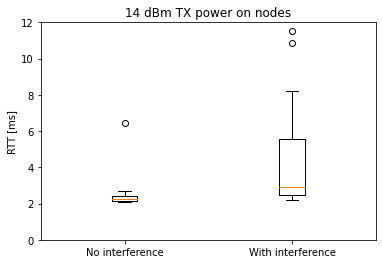 14 dBm TX power on nodes
RTT [ms]
12
10
8
6
4
2
0
No interference
With interference